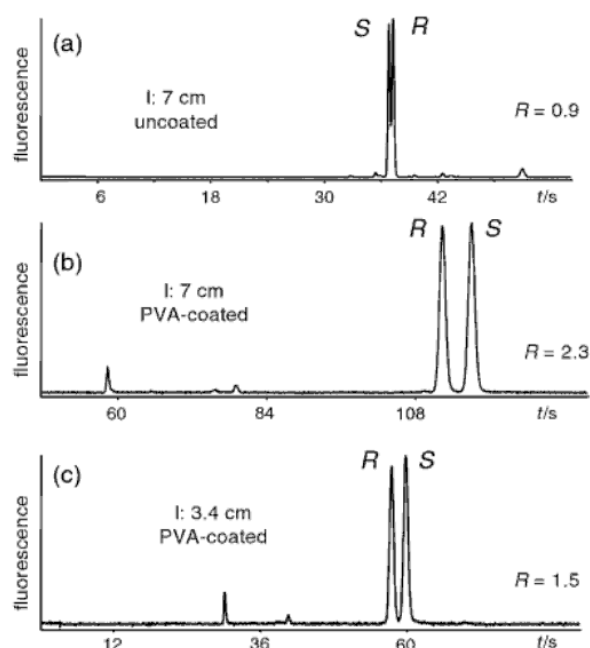 (a)
fluorescence
I: 7 cm
uncoated
S R
R = 0.9
6 18 30 42 t/s
(b)
fluorescence
I: 7 cm
PVA-coated
R S
R = 2.3
60 84 108 t/s
(c)
fluorescence
I: 3.4 cm
PVA-coated
R S
R = 1.5
12 36 60 t/s